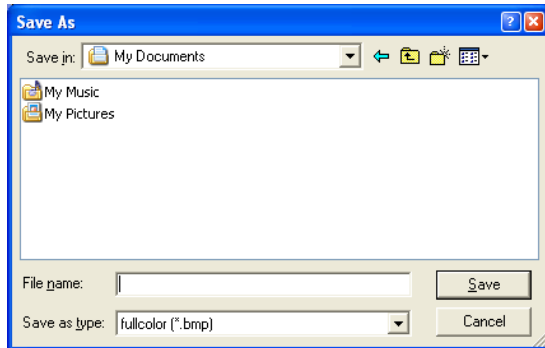 Save As
Save in: My Documents
My Music
My Pictures
File name: Save
Save as type: fullcolor (*.bmp) Cancel